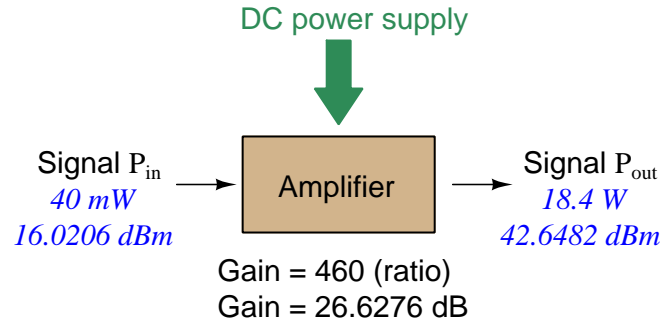 DC power supply
Signal Pin
40 mW
16.0206 dBm
Amplifier
Signal Pout
18.4 W
42.6482 dBm
Gain = 460 (ratio)
Gain = 26.6276 dB